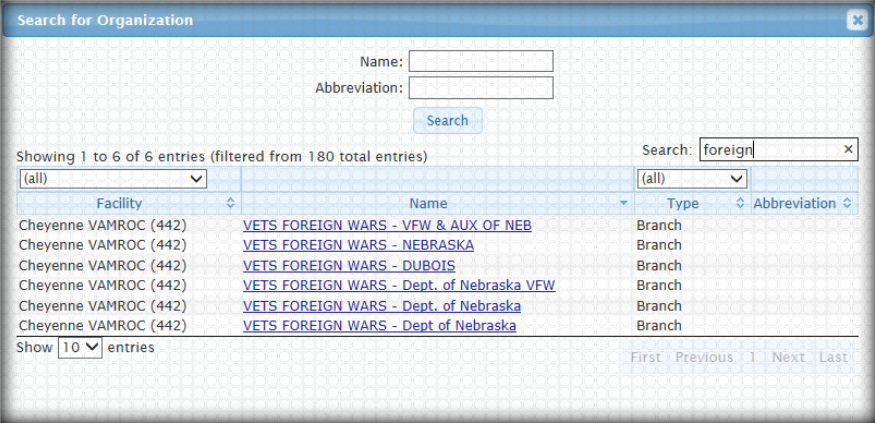 Search for Organization
Name:
Abbreviation:
Search
Search: foreign ×
Showing 1 to 6 of 6 entries (filtered from 180 total entries)
(all) (all)
Facility Name Type Abbreviation
Cheyenne VAMROC (442) VETS FOREIGN WARS - VFW & AUX OF NEB Branch
Cheyenne VAMROC (442) VETS FOREIGN WARS - NEBRASKA Branch
Cheyenne VAMROC (442) VETS FOREIGN WARS - DUBOIS Branch
Cheyenne VAMROC (442) VETS FOREIGN WARS - Dept. of Nebraska VFW Branch
Cheyenne VAMROC (442) VETS FOREIGN WARS - Dept. of Nebraska Branch
Cheyenne VAMROC (442) VETS FOREIGN WARS - Dept of Nebraska Branch
Show 10 entries
First Previous 1 Next Last